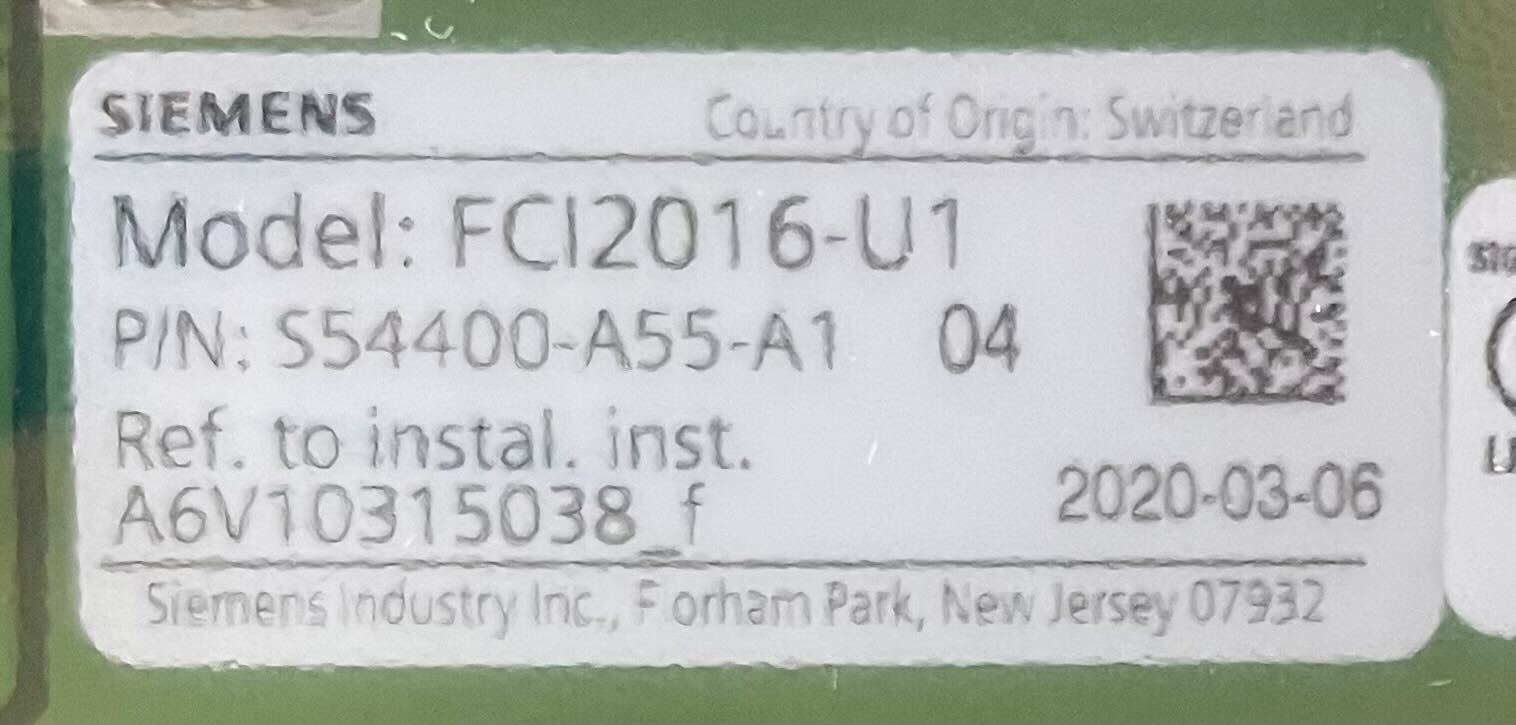 SIEMENS Country of Origin: Switzerland
Model: FCI2016-U1
P/N: S54400-A55-A1 04
Ref. to instal. inst.
A6V10315038_f
2020-03-06
Siemens Industry Inc., Forham Park, New Jersey 07932